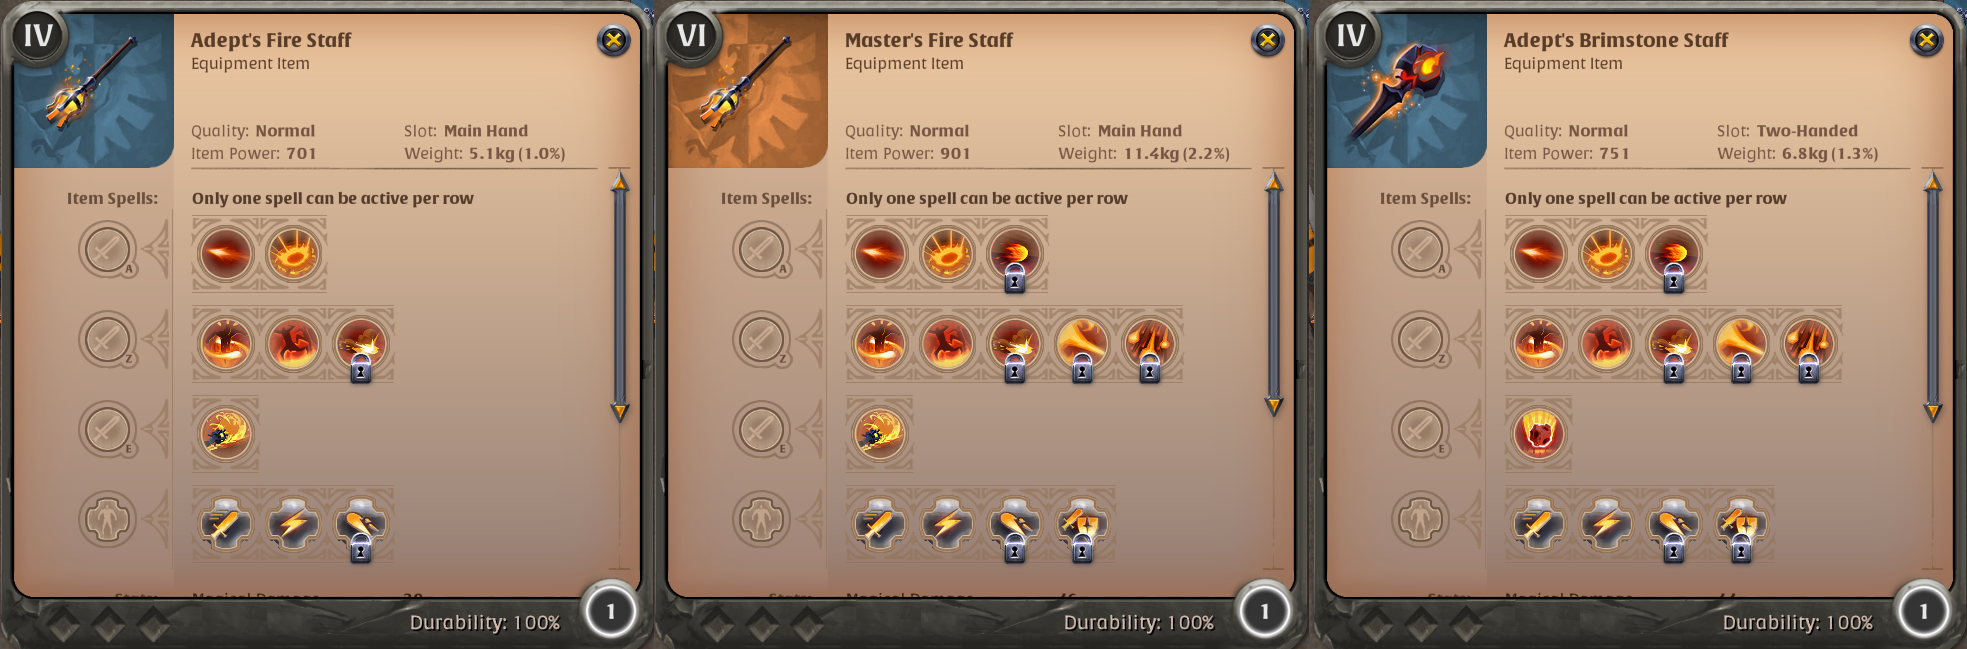 IV
Adept's Fire Staff
Equipment Item
Quality: Normal
Slot: Main Hand
Item Power: 701
Weight: 5.1kg (1.0%)
Item Spells:
Only one spell can be active per row
A
Z
E
Durability: 100%
1
VI
Master's Fire Staff
Equipment Item
Quality: Normal
Slot: Main Hand
Item Power: 901
Weight: 11.4kg (2.2%)
Item Spells:
Only one spell can be active per row
A
Z
E
Durability: 100%
1
IV
Adept's Brimstone Staff
Equipment Item
Quality: Normal
Slot: Two-Handed
Item Power: 751
Weight: 6.8kg (1.3%)
Item Spells:
Only one spell can be active per row
A
Z
E
Durability: 100%
1